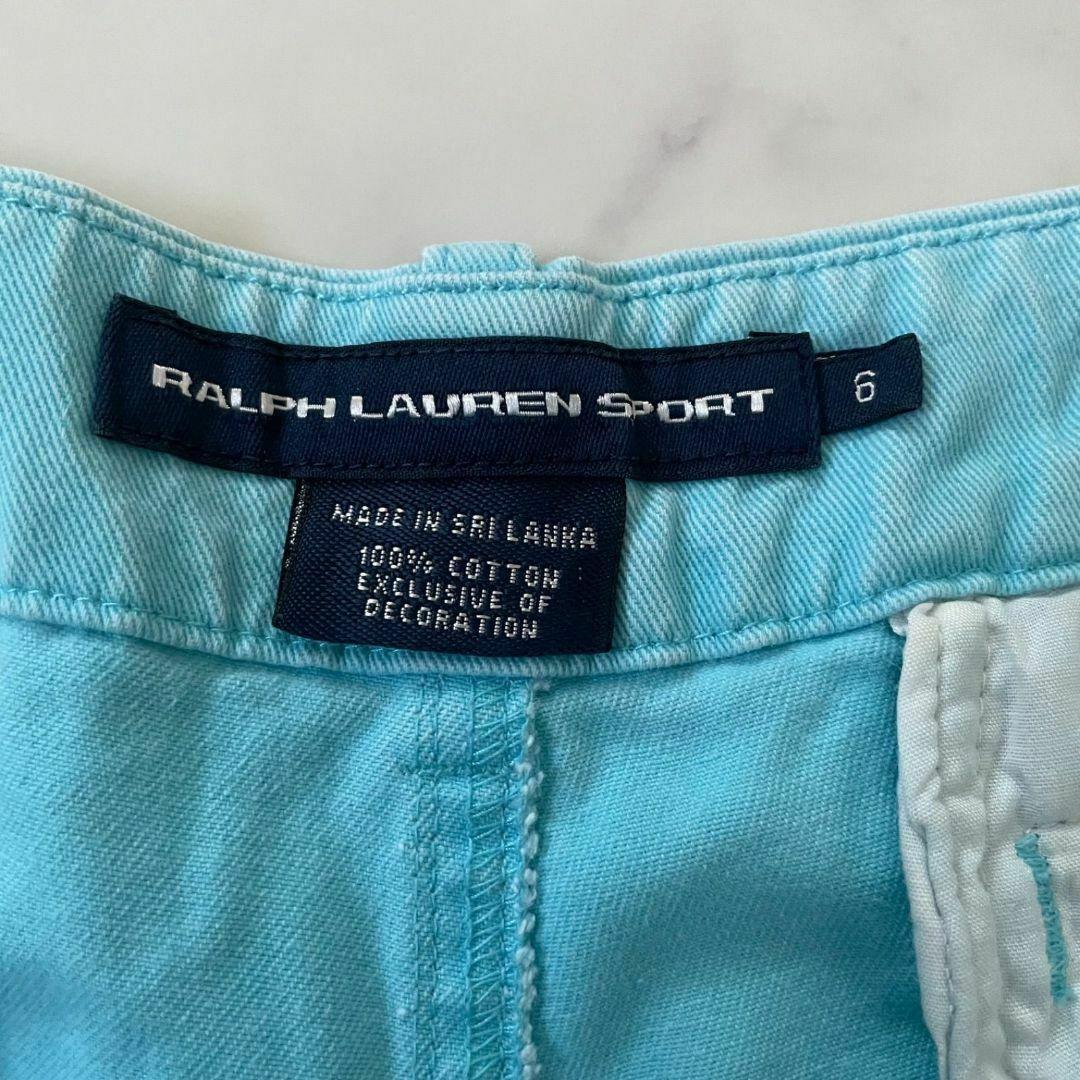 RALPH LAUREN SPORT
6
MADE IN SRI LANKA
100% COTTON
EXCLUSIVE OF
DECORATION